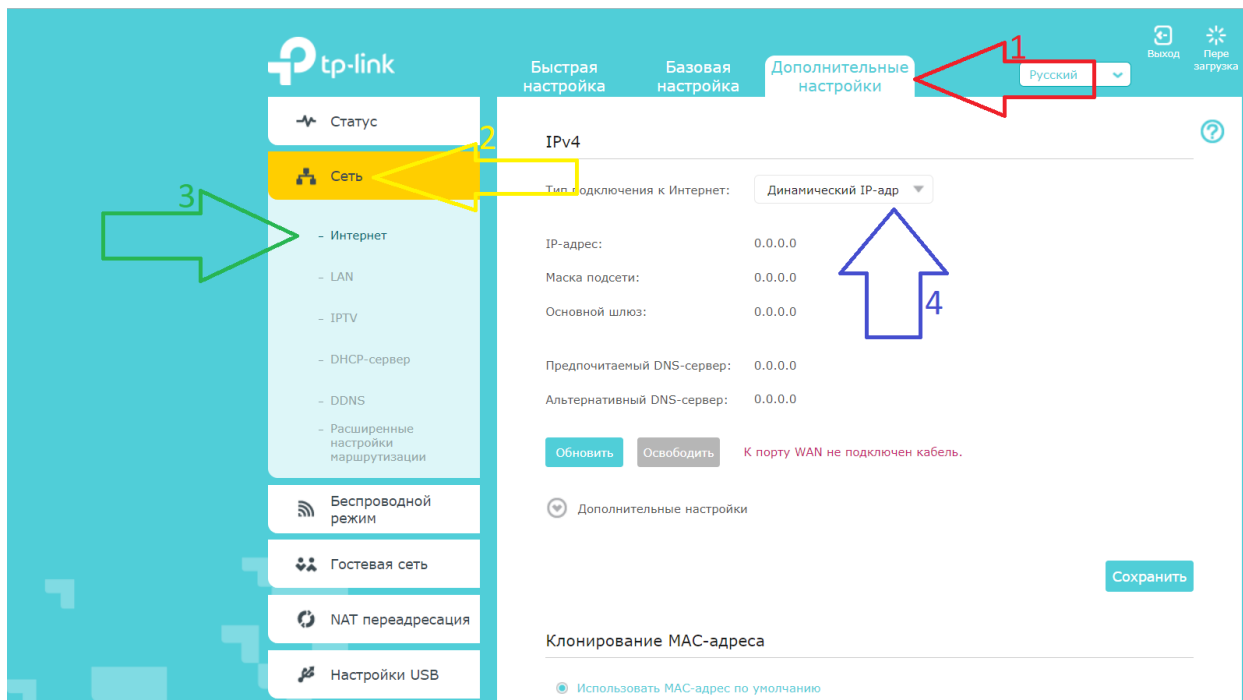 tp-link
Быстрая
настройка
Базовая
настройка
Дополнительные
настройки
1
Русский
Выход
Пере
загрузка
Статус
2
Сеть
3
- Интернет
- LAN
- IPTV
- DHCP-сервер
- DDNS
- Расширенные
настройки
маршрутизации
Беспроводной
режим
Гостевая сеть
NAT переадресация
Настройки USB
IPv4
Тип подключения к Интернет: Динамический IP-адр
IP-адрес: 0.0.0.0
Маска подсети: 0.0.0.0
Основной шлюз: 0.0.0.0
4
Предпочитаемый DNS-сервер: 0.0.0.0
Альтернативный DNS-сервер: 0.0.0.0
Обновить Освободить К порту WAN не подключен кабель.
Дополнительные настройки
Сохранить
Клонирование MAC-адреса
Использовать MAC-адрес по умолчанию